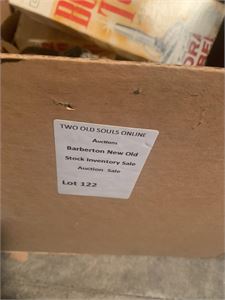 TWO OLD SOULS ONLINE
Auctions
Barberton New Old
Stock Inventory Sale
Auction Sale
Lot 122